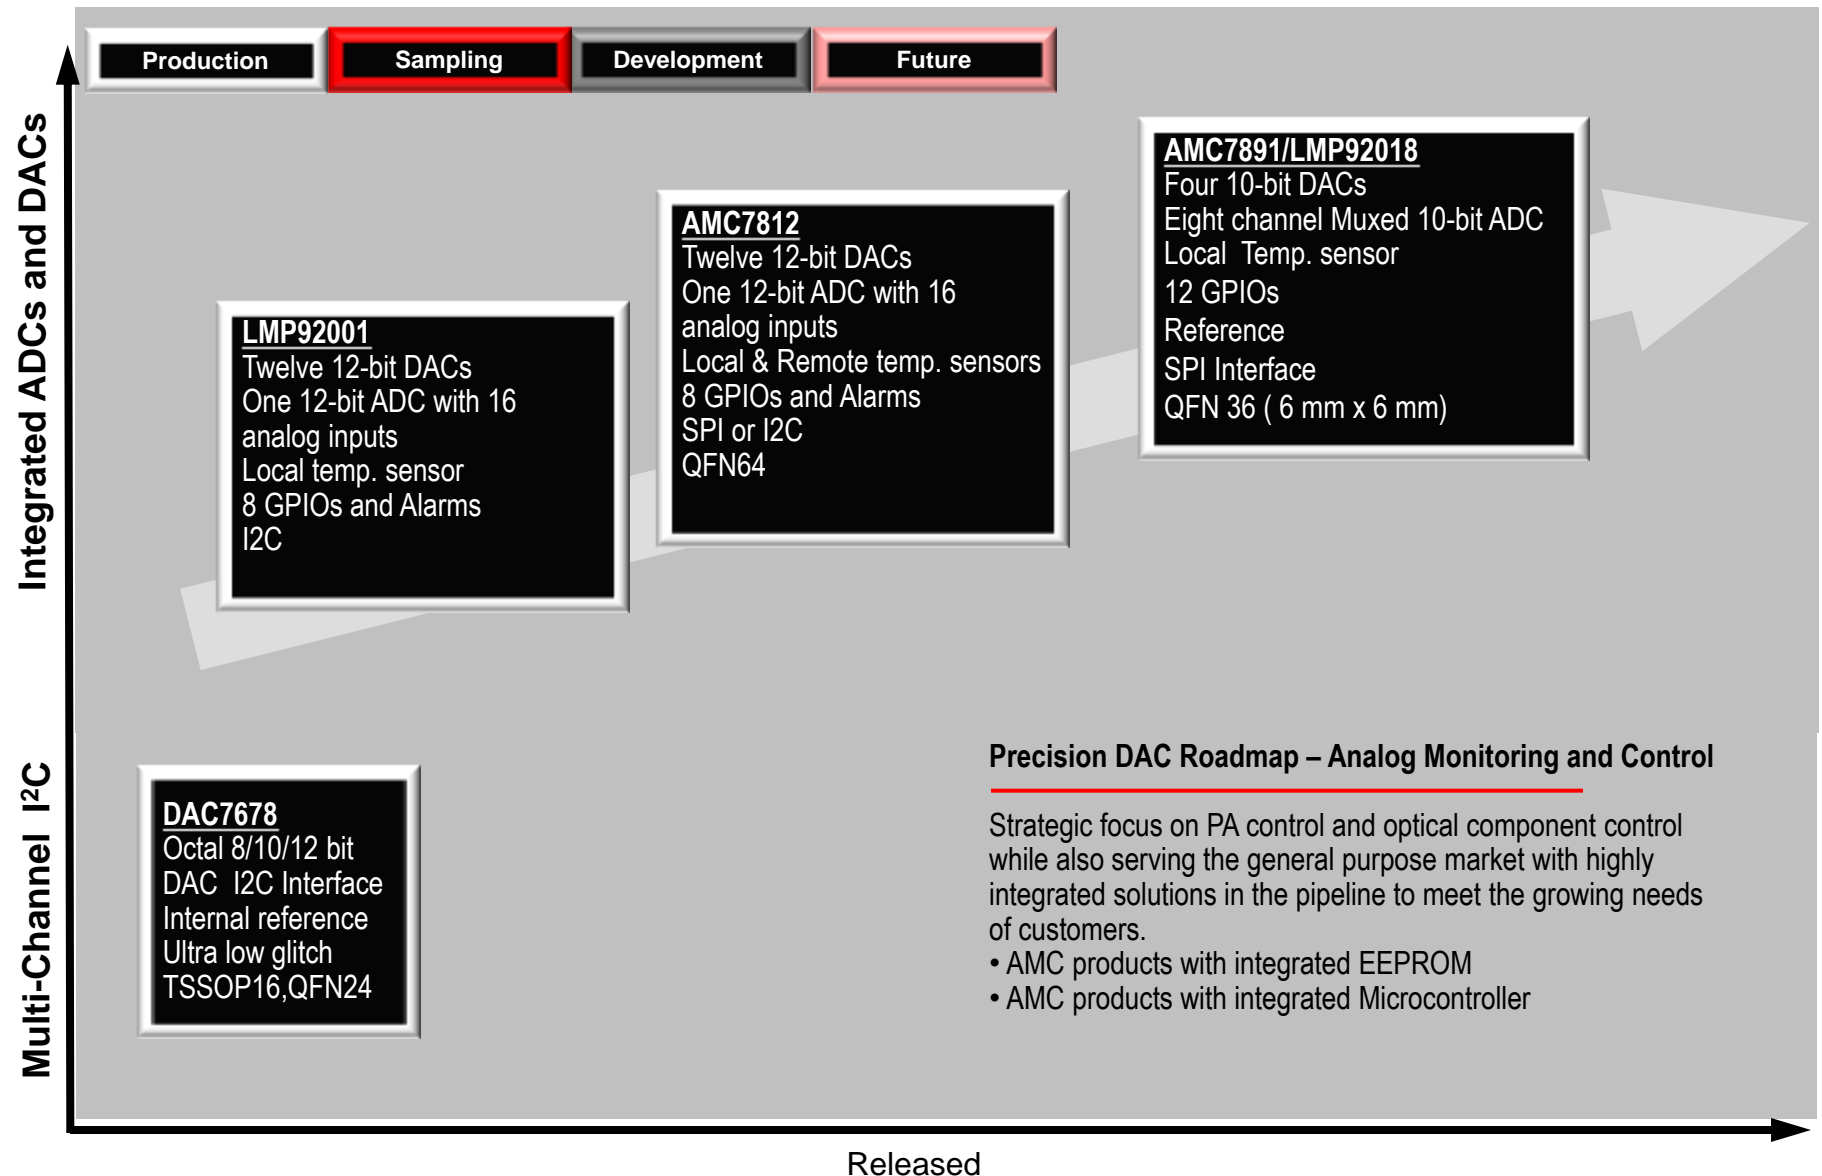 Production
Sampling
Development
Future
Integrated ADCs and DACs
AMC7891/LMP92018
Four 10-bit DACs
Eight channel Muxed 10-bit ADC
Local Temp. sensor
12 GPIOs
Reference
SPI Interface
QFN 36 ( 6 mm x 6 mm)
AMC7812
Twelve 12-bit DACs
One 12-bit ADC with 16
analog inputs
Local & Remote temp. sensors
8 GPIOs and Alarms
SPI or I2C
QFN64
LMP92001
Twelve 12-bit DACs
One 12-bit ADC with 16
analog inputs
Local temp. sensor
8 GPIOs and Alarms
I2C
Multi-Channel I²C
DAC7678
Octal 8/10/12 bit
DAC I2C Interface
Internal reference
Ultra low glitch
TSSOP16,QFN24
Precision DAC Roadmap – Analog Monitoring and Control
Strategic focus on PA control and optical component control
while also serving the general purpose market with highly
integrated solutions in the pipeline to meet the growing needs
of customers.
• AMC products with integrated EEPROM
• AMC products with integrated Microcontroller
Released